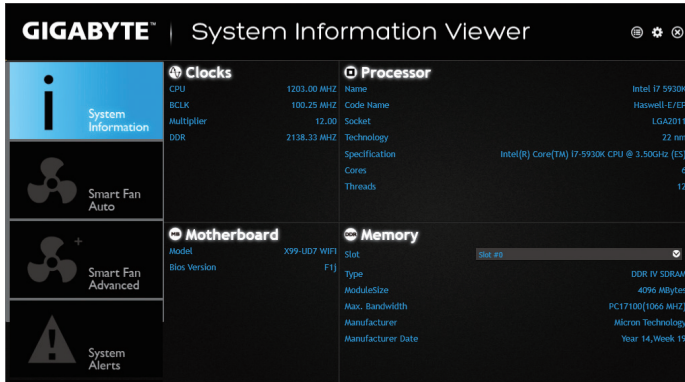 GIGABYTE™ | System Information Viewer
System
Information
Smart Fan
Auto
Smart Fan
Advanced
System
Alerts
Clocks
CPU 1203.00 MHZ
BCLK 100.25 MHZ
Multiplier 12.00
DDR 2138.33 MHZ
Processor
Name Intel i7 5930K
Code Name Haswell-E/EP
Socket LGA2011
Technology 22 nm
Specification Intel(R) Core(TM) i7-5930K CPU @ 3.50GHz (ES)
Cores 6
Threads 12
Motherboard
Model X99-UD7 WIFI
Bios Version F1j
Memory
Slot Slot #0
Type DDR IV SDRAM
ModuleSize 4096 MBytes
Max. Bandwidth PC17100(1066 MHZ)
Manufacturer Micron Technology
Manufacturer Date Year 14,Week 19